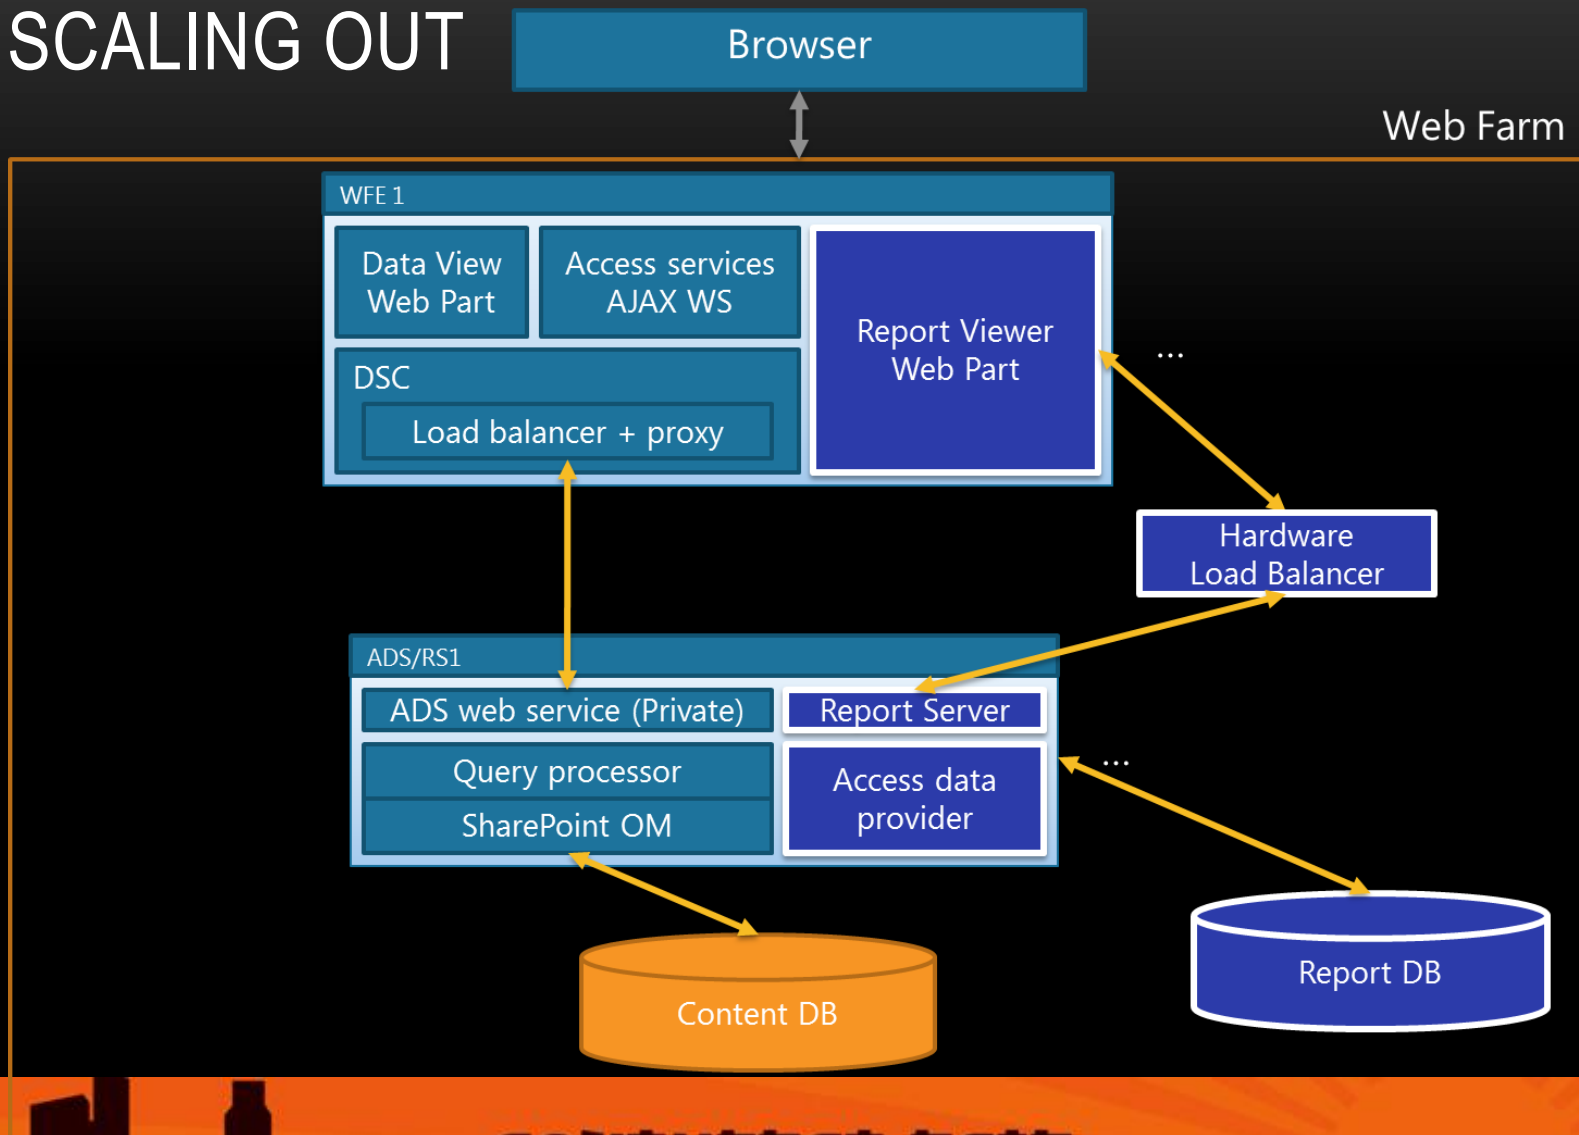 SCALING OUT
Browser
Web Farm
WFE 1
Data View
Web Part
Access services
AJAX WS
Report Viewer
Web Part
...
DSC
Load balancer + proxy
Hardware
Load Balancer
ADS/RS1
ADS web service (Private)
Report Server
Query processor
SharePoint OM
Access data
provider
...
Content DB
Report DB